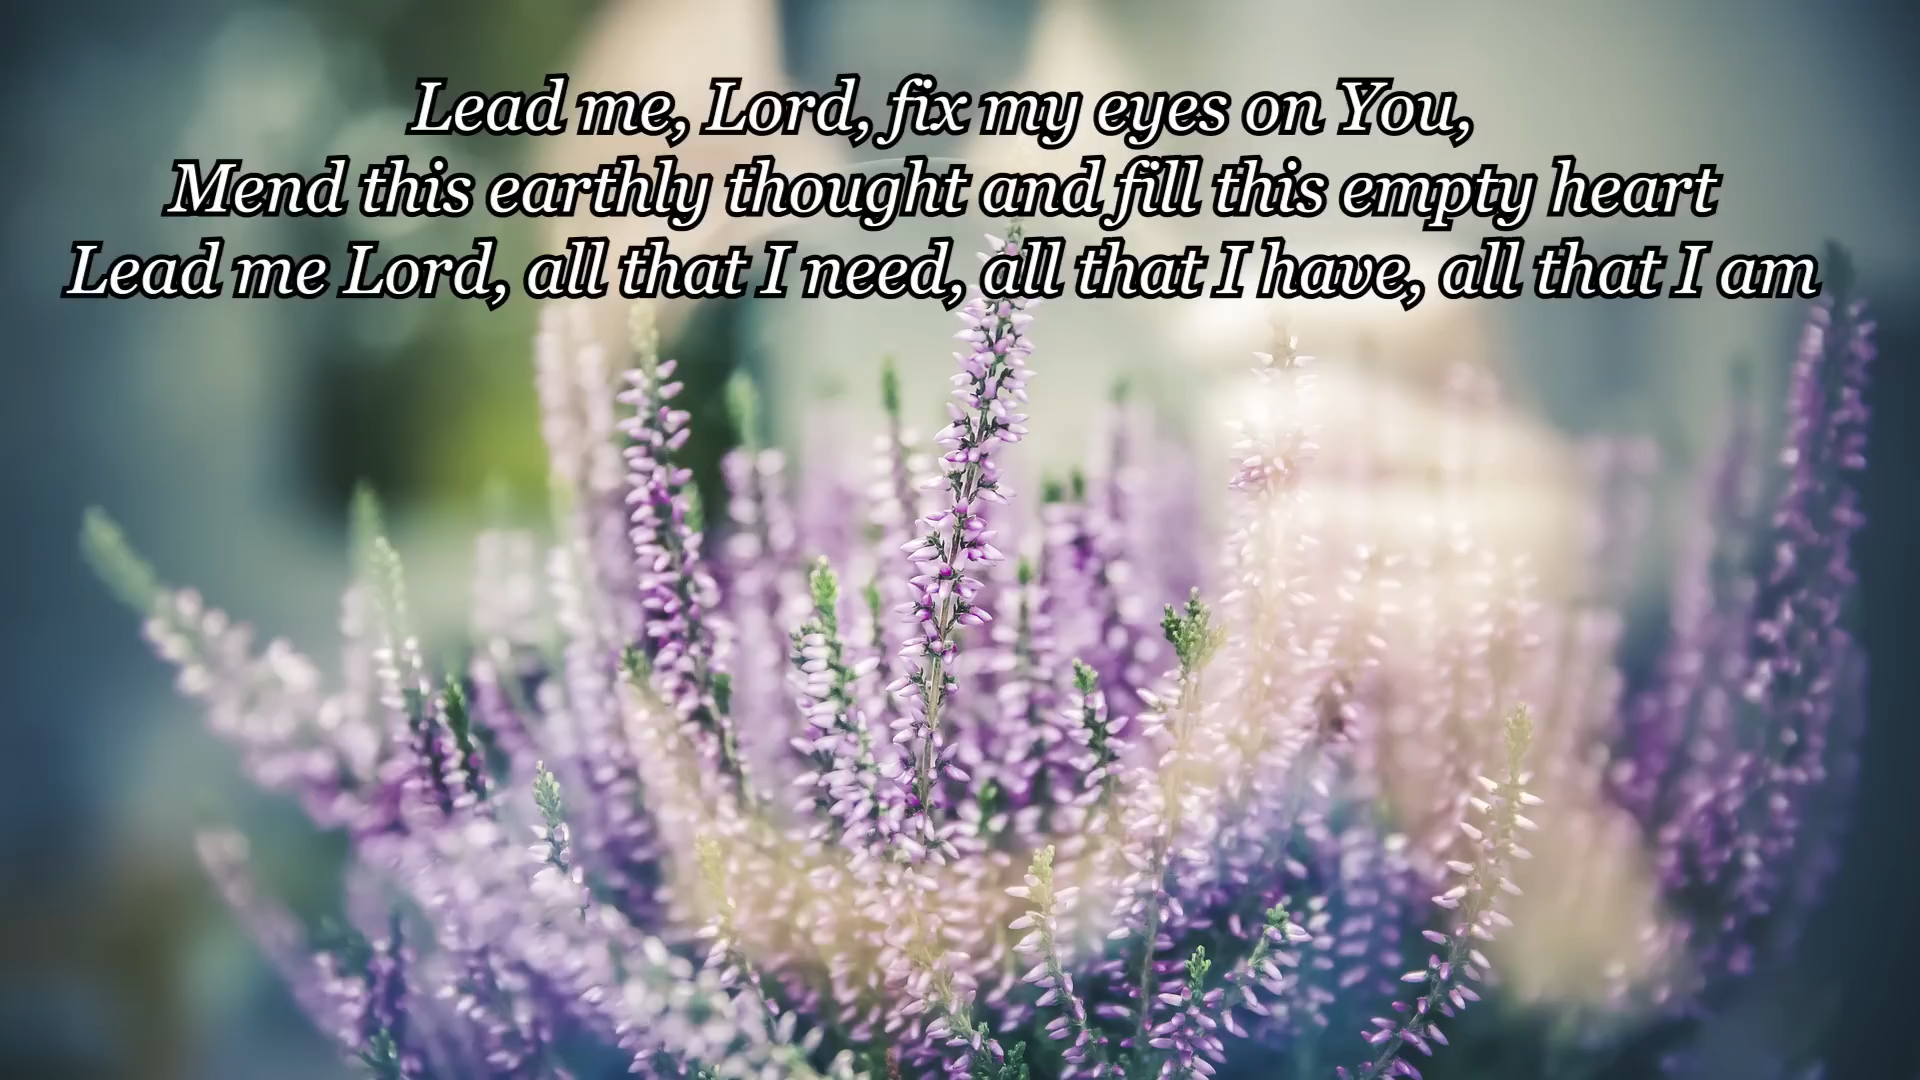 Lead me, Lord, fix my eyes on You,
Mend this earthly thought and fill this empty heart
Lead me Lord, all that I need, all that I have, all that I am